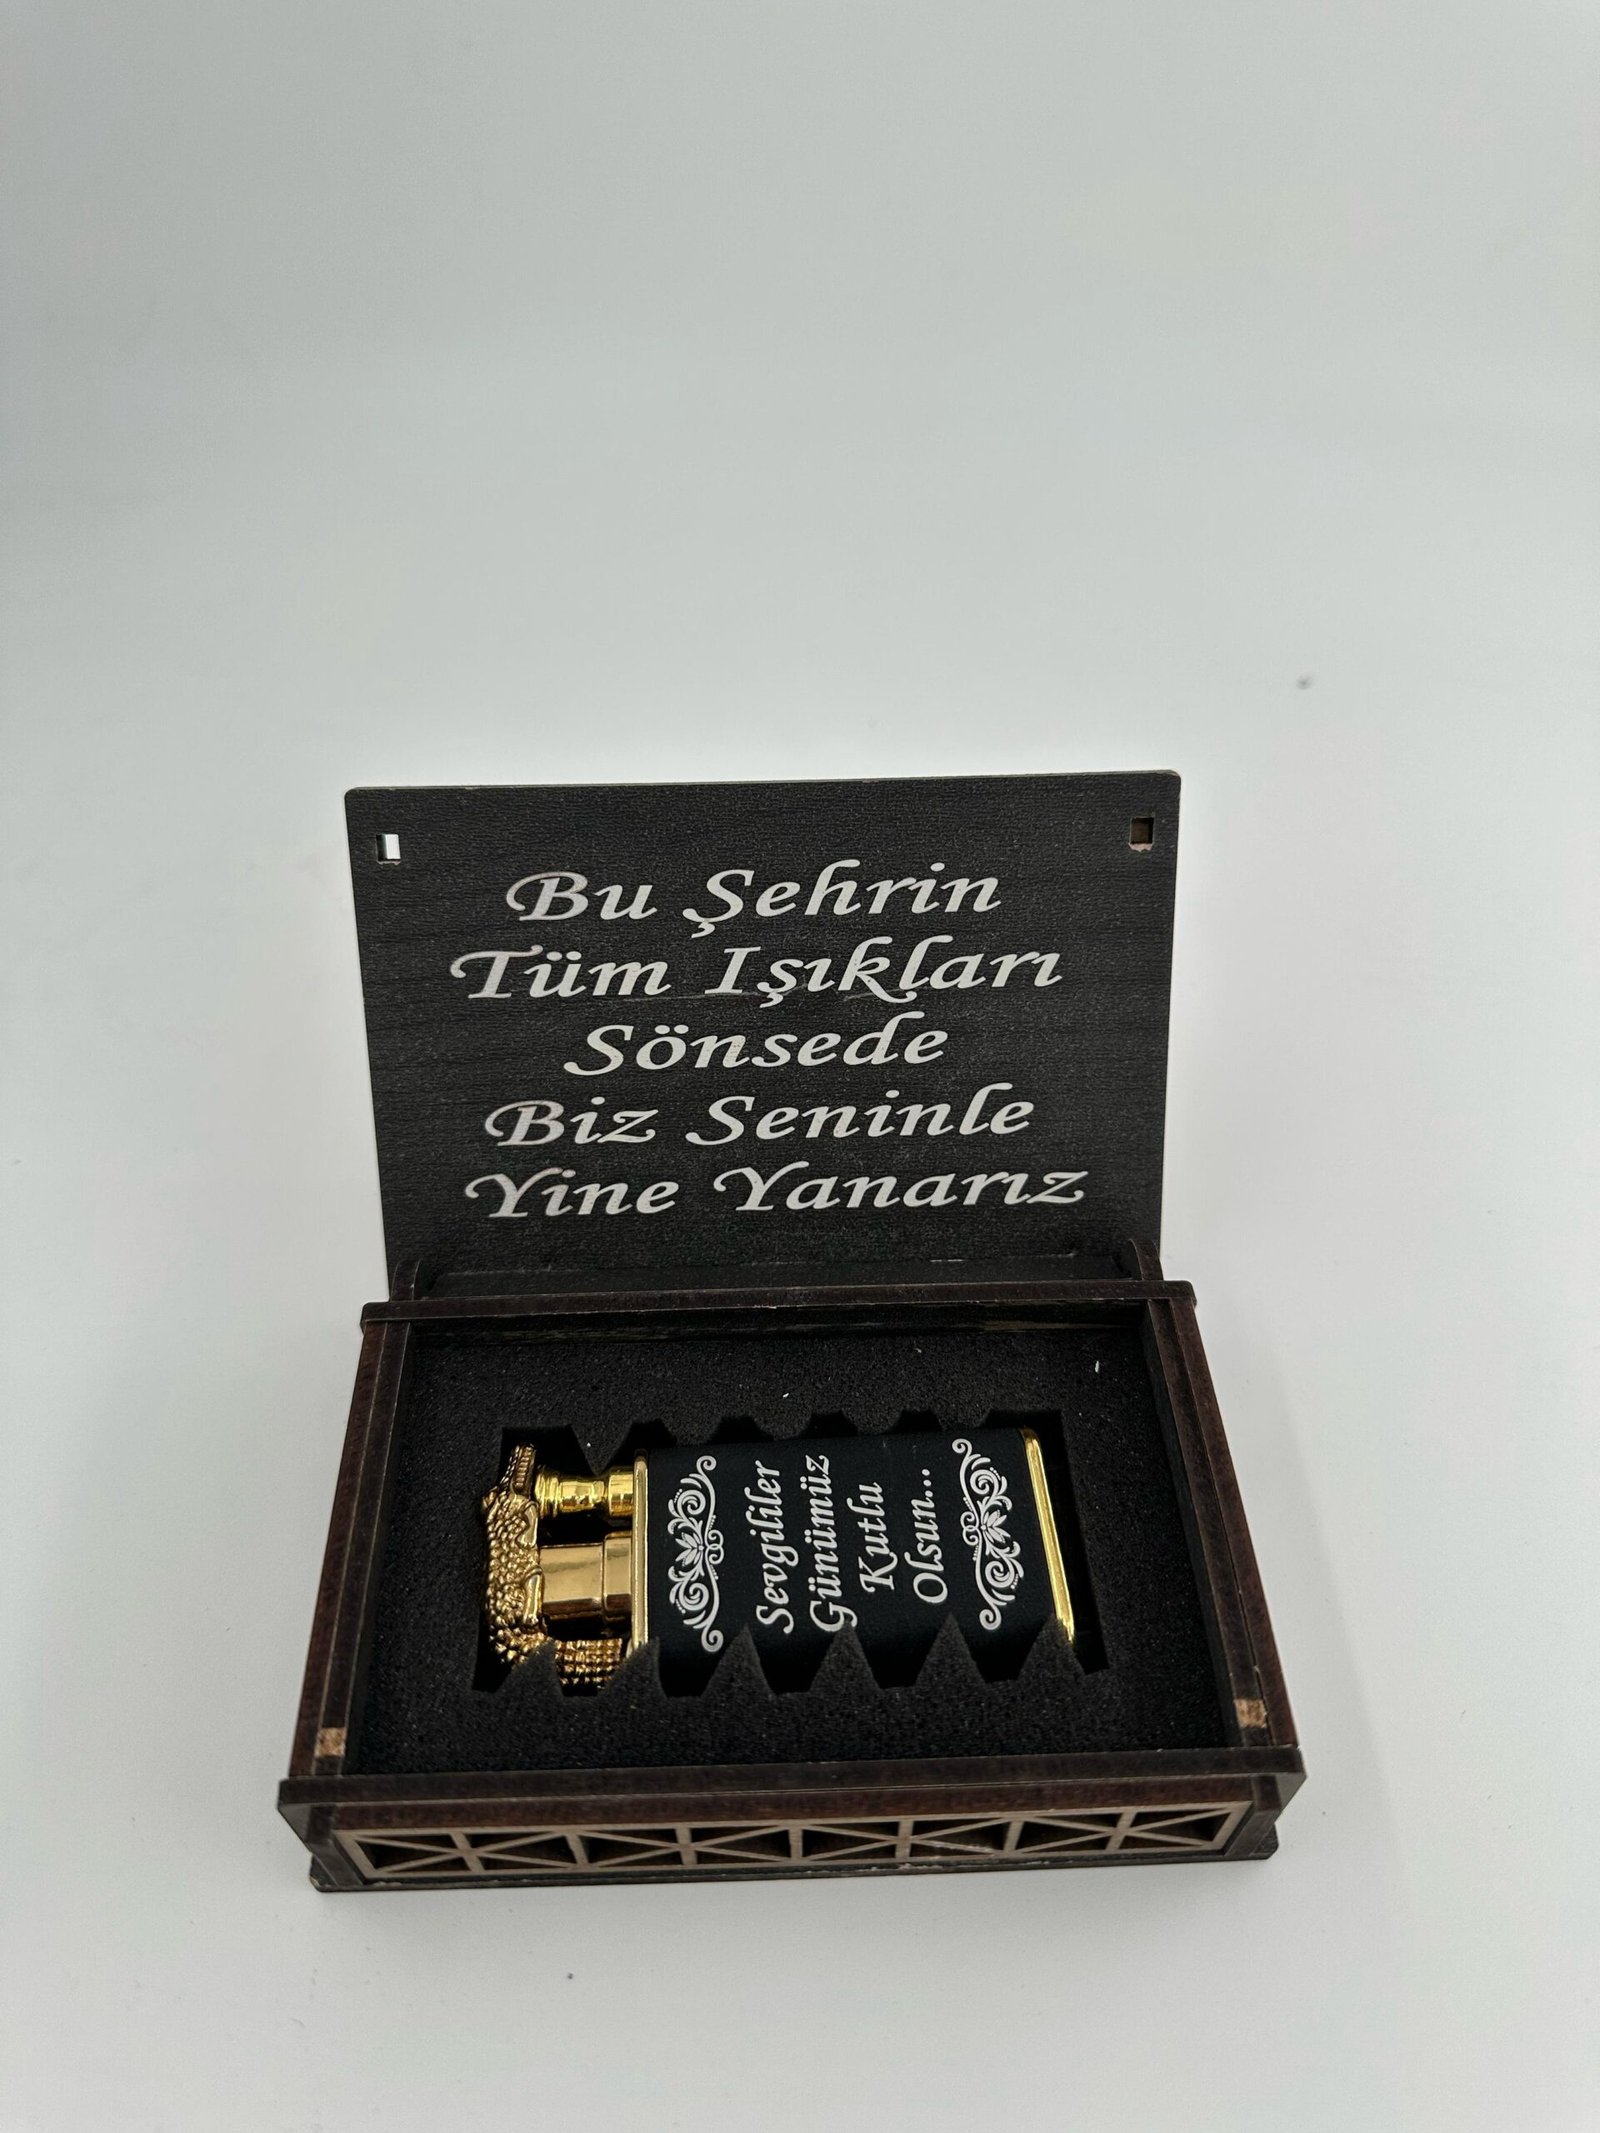 Bu Şehrin
Tüm Işıkları
Sönsede
Biz Seninle
Yine Yanarız
Sevgililer
Günümüz
Kutlu
Olsun...